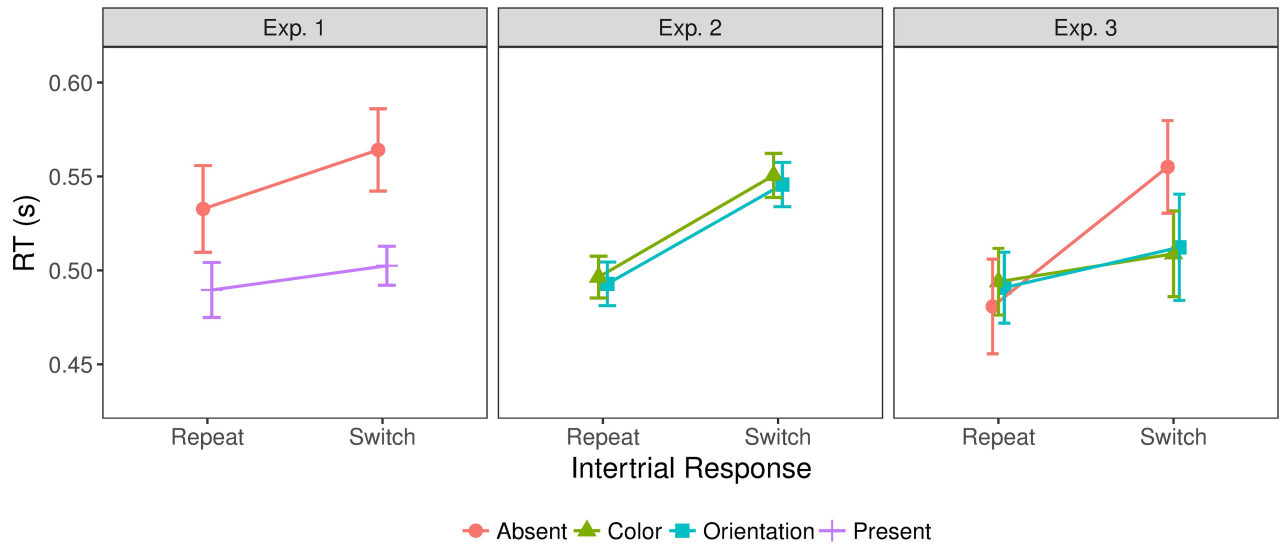 Exp. 1 Exp. 2 Exp. 3
0.60
0.55
0.50
0.45
RT (s)
Repeat Switch Repeat Switch Repeat Switch
Intertrial Response
Absent Color Orientation Present